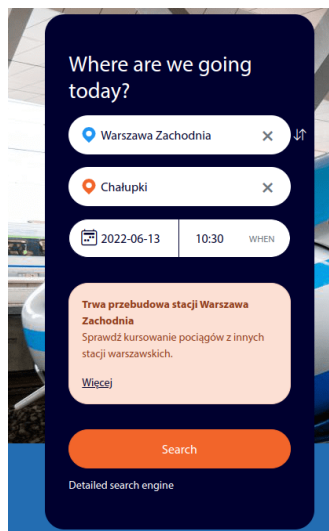 Where are we going
today?
Warszawa Zachodnia
Chałupki
2022-06-13 10:30 WHEN
Trwa przebudowa stacji Warszawa
Zachodnia
Sprawdź kursowanie pociągów z innych
stacji warszawskich.
Więcej
Search
Detailed search engine